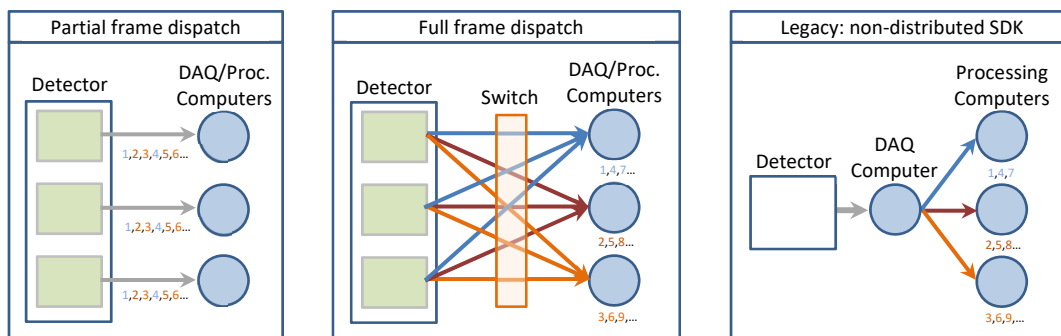 Partial frame dispatch
Detector
DAQ/Proc.
Computers
1,2,3,4,5,6...
1,2,3,4,5,6...
1,2,3,4,5,6...
Full frame dispatch
Detector
Switch
DAQ/Proc.
Computers
1,4,7...
2,5,8...
3,6,9,...
Legacy: non-distributed SDK
Detector
DAQ
Computer
Processing
Computers
1,4,7
2,5,8...
3,6,9,...